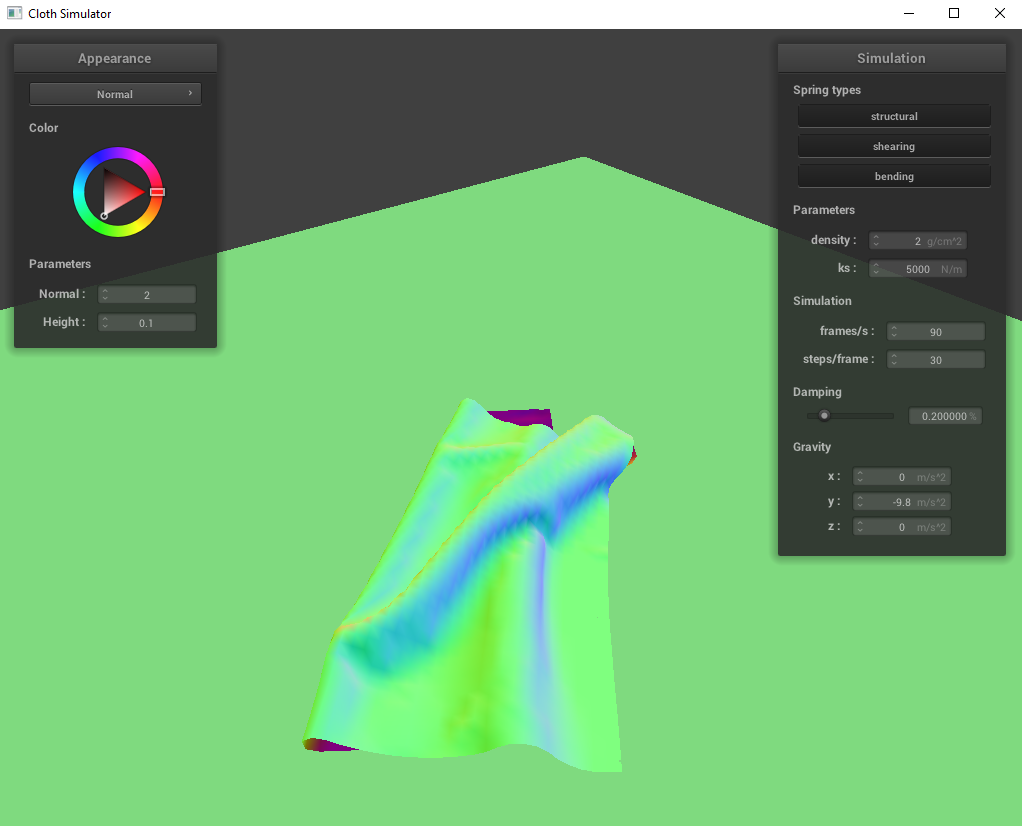 Cloth Simulator
Appearance
Normal
Color
Parameters
Normal :
2
Height :
0.1
Simulation
Spring types
structural
shearing
bending
Parameters
density :
2 g/cm^2
ks :
5000 N/m
Simulation
frames/s :
90
steps/frame :
30
Damping
0.200000 %
Gravity
x :
0 m/s^2
y :
-9.8 m/s^2
z :
0 m/s^2